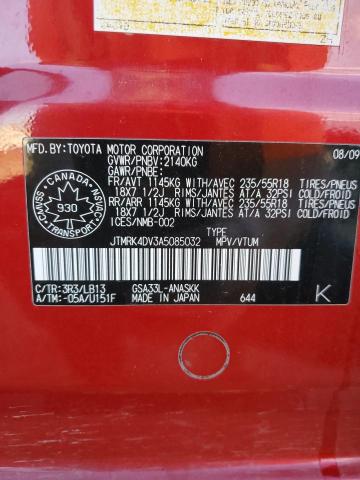 MFD.BY:TOYOTA MOTOR CORPORATION 08/09
GVWR/PNBV:2140KG
GAWR/PNBE:
FR/AVT 1145KG WITH/AVEC 235/55R18 TIRES/PNEUS
18X7 1/2J RIMS/JANTES AT/A 32PSI COLD/FROID
RR/ARR 1145KG WITH/AVEC 235/55R18 TIRES/PNEUS
18X7 1/2J RIMS/JANTES AT/A 32PSI COLD/FROID
ICES/NMB-002
CANADA
930
TRANSPORT
NSVAC
NSVMAC
TYPE
JTMRK4DV3A5085032 MPV/VTUM
C/TR:3R3/LB13 GSA33L-ANASKK
A/TM:-05A/U151F MADE IN JAPAN 644 K